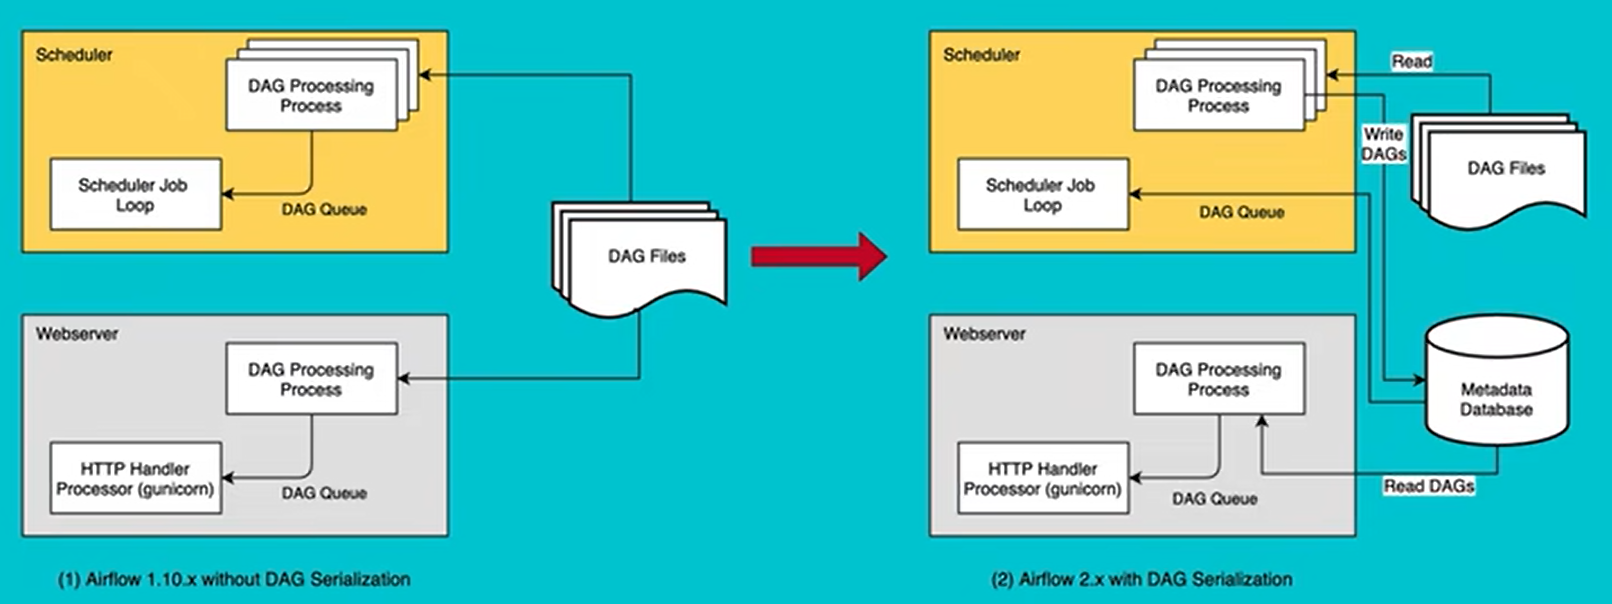 Scheduler
DAG Processing
Process
Scheduler Job
Loop
DAG Queue
DAG Files
Webserver
DAG Processing
Process
HTTP Handler
Processor (gunicorn)
DAG Queue
(1) Airflow 1.10.x without DAG Serialization
Scheduler
DAG Processing
Process
Read
Write
DAGs
DAG Files
Scheduler Job
Loop
DAG Queue
Webserver
DAG Processing
Process
Metadata
Database
HTTP Handler
Processor (gunicorn)
DAG Queue
Read DAGs
(2) Airflow 2.x with DAG Serialization